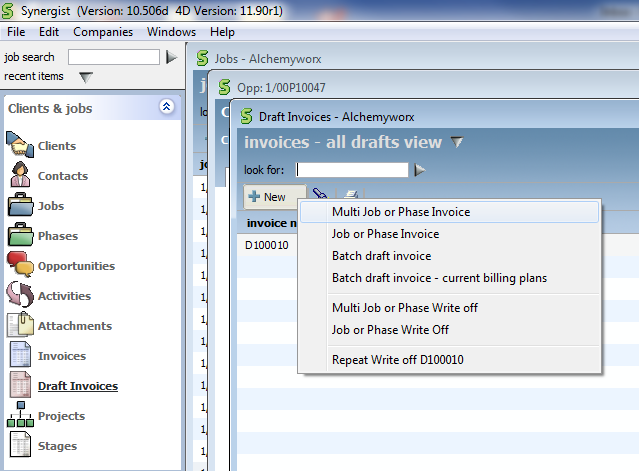 Synergist (Version: 10.506d 4D Version: 11.90r1)
File Edit Companies Windows Help
job search
recent items
Clients & jobs
Clients
Contacts
Jobs
Phases
Opportunities
Activities
Attachments
Invoices
Draft Invoices
Projects
Stages
Jobs - Alchemyworx
Opp: 1/00P10047
Draft Invoices - Alchemyworx
invoices - all drafts view
look for:
New
invoice n
D100010
Multi Job or Phase Invoice
Job or Phase Invoice
Batch draft invoice
Batch draft invoice - current billing plans
Multi Job or Phase Write off
Job or Phase Write Off
Repeat Write off D100010